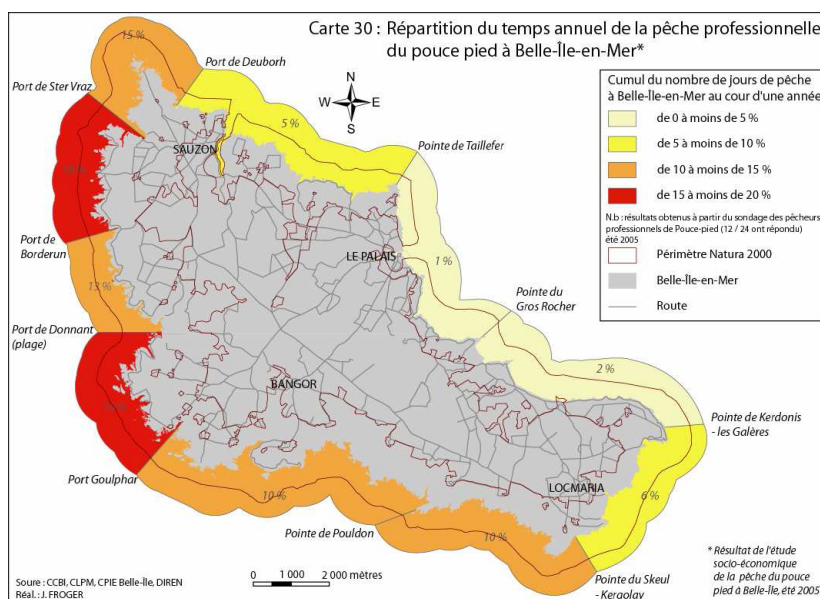 Carte 30 : Répartition du temps annuel de la pêche professionnelle
du pouce pied à Belle-Île-en-Mer*
Cumul du nombre de jours de pêche
à Belle-Île-en-Mer au cour d'une année
de 0 à moins de 5 %
de 5 à moins de 10 %
de 10 à moins de 15 %
de 15 à moins de 20 %
N.b : résultats obtenus à partir du sondage des pêcheurs
professionnels de Pouce-pied (12 / 24 ont répondu)
été 2005
Périmètre Natura 2000
Belle-Île-en-Mer
Route
N
W E
S
15 %
Port de Deuborh
Port de Ster Vraz
5 %
SAUZON
Pointe de Taillefer
Port de
Borderun
LE PALAIS
1 %
13 %
Pointe du
Gros Rocher
Port de Donnant
(plage)
2 %
BANGOR
Pointe de Kerdonis
- les Galères
Port Goulphar
LOCMARIA
6 %
10 %
Pointe de Pouldon
10 %
Pointe du Skeul
- Kergolay
* Résultat de l'étude
socio-économique
de la pêche du pouce
pied à Belle-Île, été 2005
Soure : CCBI, CLPM, CPIE Belle-Île, DIREN
Réal. : J. FROGER
0 1 000 2 000 mètres